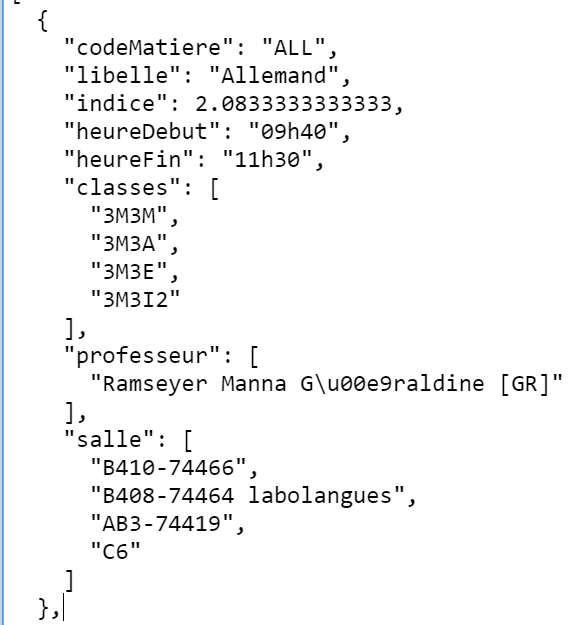 {
"codeMatiere": "ALL",
"libelle": "Allemand",
"indice": 2.0833333333333,
"heureDebut": "09h40",
"heureFin": "11h30",
"classes": [
"3M3M",
"3M3A",
"3M3E",
"3M3I2"
],
"professeur": [
"Ramseyer Manna G\u00e9raldine [GR]"
],
"salle": [
"B410-74466",
"B408-74464 labolangues",
"AB3-74419",
"C6"
]
},